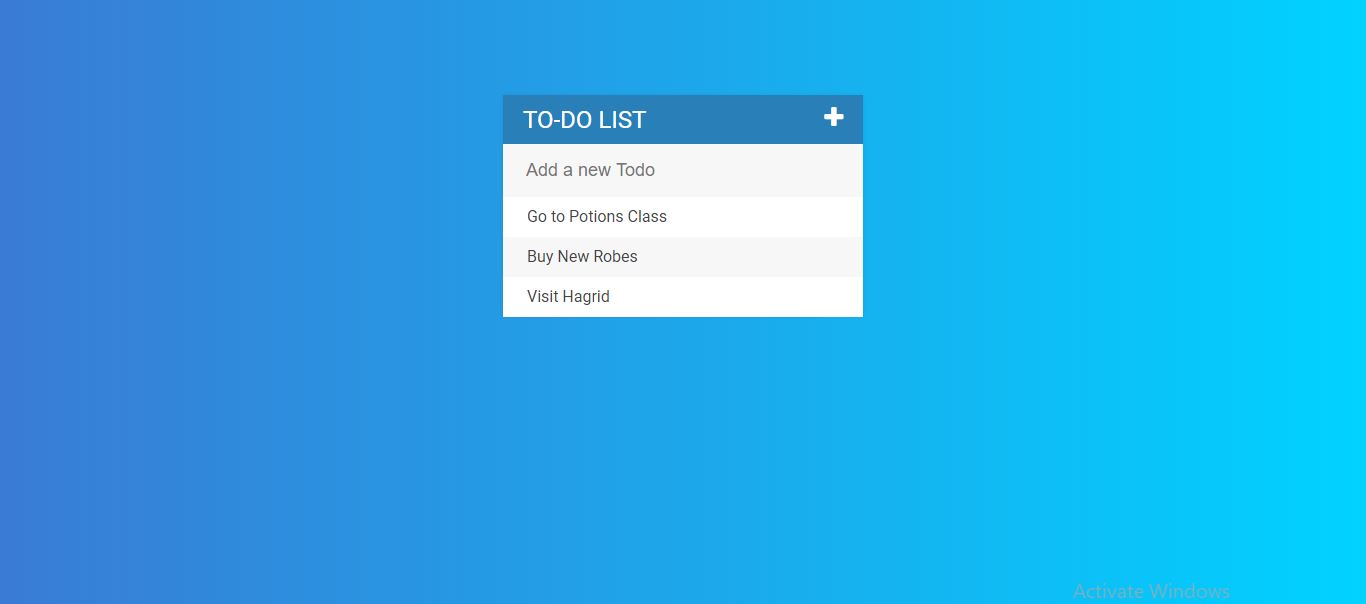 TO-DO LIST
Add a new Todo
Go to Potions Class
Buy New Robes
Visit Hagrid
Activate Windows